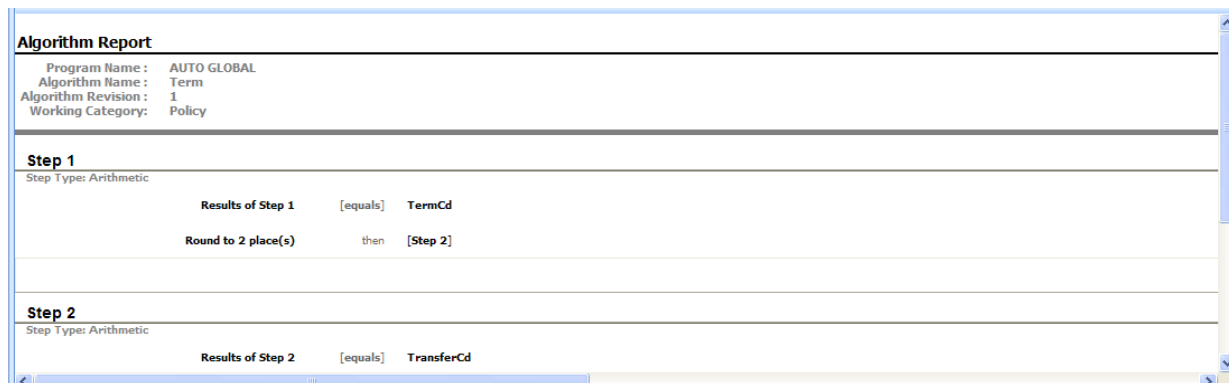 Algorithm Report
Program Name : AUTO GLOBAL
Algorithm Name : Term
Algorithm Revision : 1
Working Category: Policy
Step 1
Step Type: Arithmetic
Results of Step 1 [equals] TermCd
Round to 2 place(s) then [Step 2]
Step 2
Step Type: Arithmetic
Results of Step 2 [equals] TransferCd